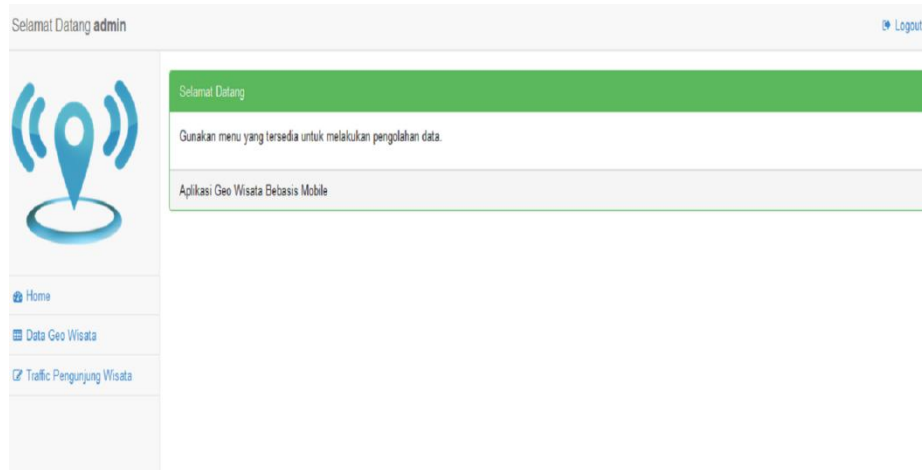 Selamat Datang admin
Logout
Selamat Datang
Gunakan menu yang tersedia untuk melakukan pengolahan data.
Aplikasi Geo Wisata Bebasis Mobile
Home
Data Geo Wisata
Traffic Pengunjung Wisata